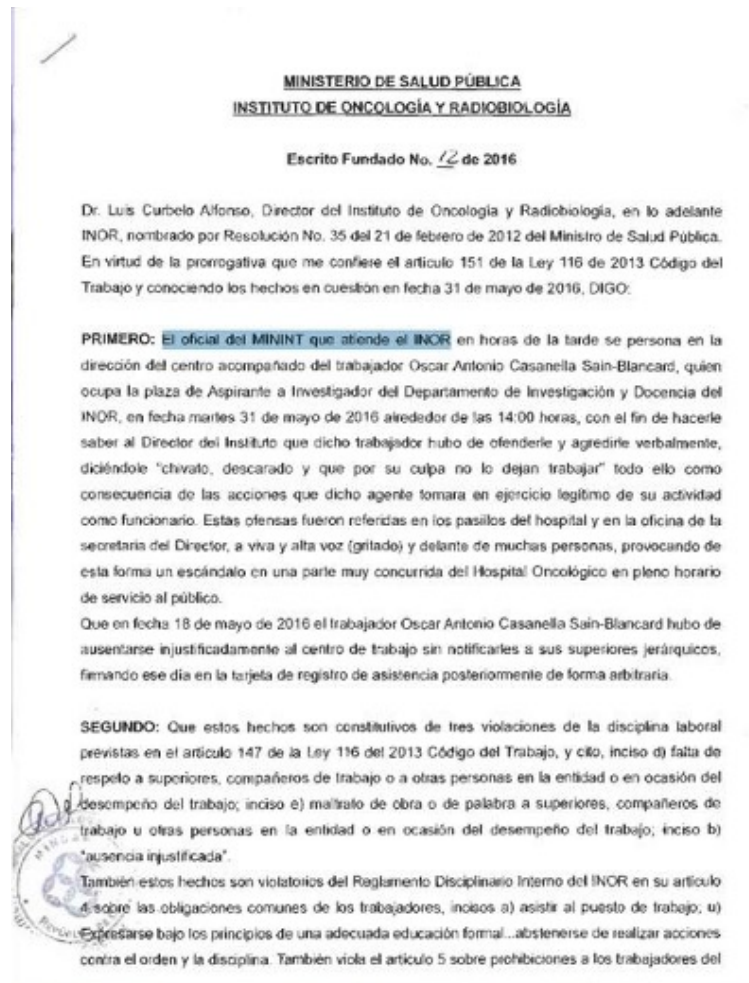 MINISTERIO DE SALUD PÚBLICA
INSTITUTO DE ONCOLOGÍA Y RADIOBIOLOGÍA
Escrito Fundado No. 12 de 2016
Dr. Luis Curbelo Alfonso, Director del Instituto de Oncología y Radiobiología, en lo adelante
INOR, nombrado por Resolución No. 35 del 21 de febrero de 2012 del Ministro de Salud Pública.
En virtud de la prorrogativa que me confiere el articulo 151 de la Ley 116 de 2013 Código del
Trabajo y conociendo los hechos en cuestión en fecha 31 de mayo de 2016, DIGO:
PRIMERO: El oficial del MININT que atiende el INOR en horas de la tarde se persona en la
dirección del centro acompañado del trabajador Oscar Antonio Casanella Sain-Blancard, quien
ocupa la plaza de Aspirante a Investigador del Departamento de Investigación y Docencia del
INOR, en fecha martes 31 de mayo de 2016 alrededor de las 14:00 horas, con el fin de hacerle
saber al Director del Instituto que dicho trabajador hubo de ofenderle y agredirle verbalmente,
diciéndole "chivato, descarado y que por su culpa no lo dejan trabajar" todo ello como
consecuencia de las acciones que dicho agente tomara en ejercicio legítimo de su actividad
como funcionario. Estas ofensas fueron referidas en los pasillos del hospital y en la oficina de la
secretaria del Director, a viva y alta voz (gritado) y delante de muchas personas, provocando de
esta forma un escándalo en una parte muy concurrida del Hospital Oncológico en pleno horario
de servicio al público.
Que en fecha 18 de mayo de 2016 el trabajador Oscar Antonio Casanella Sain-Blancard hubo de
ausentarse injustificadamente al centro de trabajo sin notificarles a sus superiores jerárquicos,
firmando ese día en la tarjeta de registro de asistencia posteriormente de forma arbitraria.
SEGUNDO: Que estos hechos son constitutivos de tres violaciones de la disciplina laboral
previstas en el articulo 147 de la Ley 116 del 2013 Código del Trabajo, y cito, inciso d) falta de
respeto a superiores, compañeros de trabajo o a otras personas en la entidad o en ocasión del
desempeño del trabajo; inciso e) maltrato de obra o de palabra a superiores, compañeros de
trabajo u otras personas en la entidad o en ocasión del desempeño del trabajo; inciso b)
"ausencia injustificada".
También estos hechos son violatorios del Reglamento Disciplinario Interno del INOR en su articulo
4 sobre las obligaciones comunes de los trabajadores, incisos a) asistir al puesto de trabajo; u)
Expresarse bajo los principios de una adecuada educación formal...abstenerse de realizar acciones
contra el orden y la disciplina. También viola el articulo 5 sobre prohibiciones a los trabajadores del